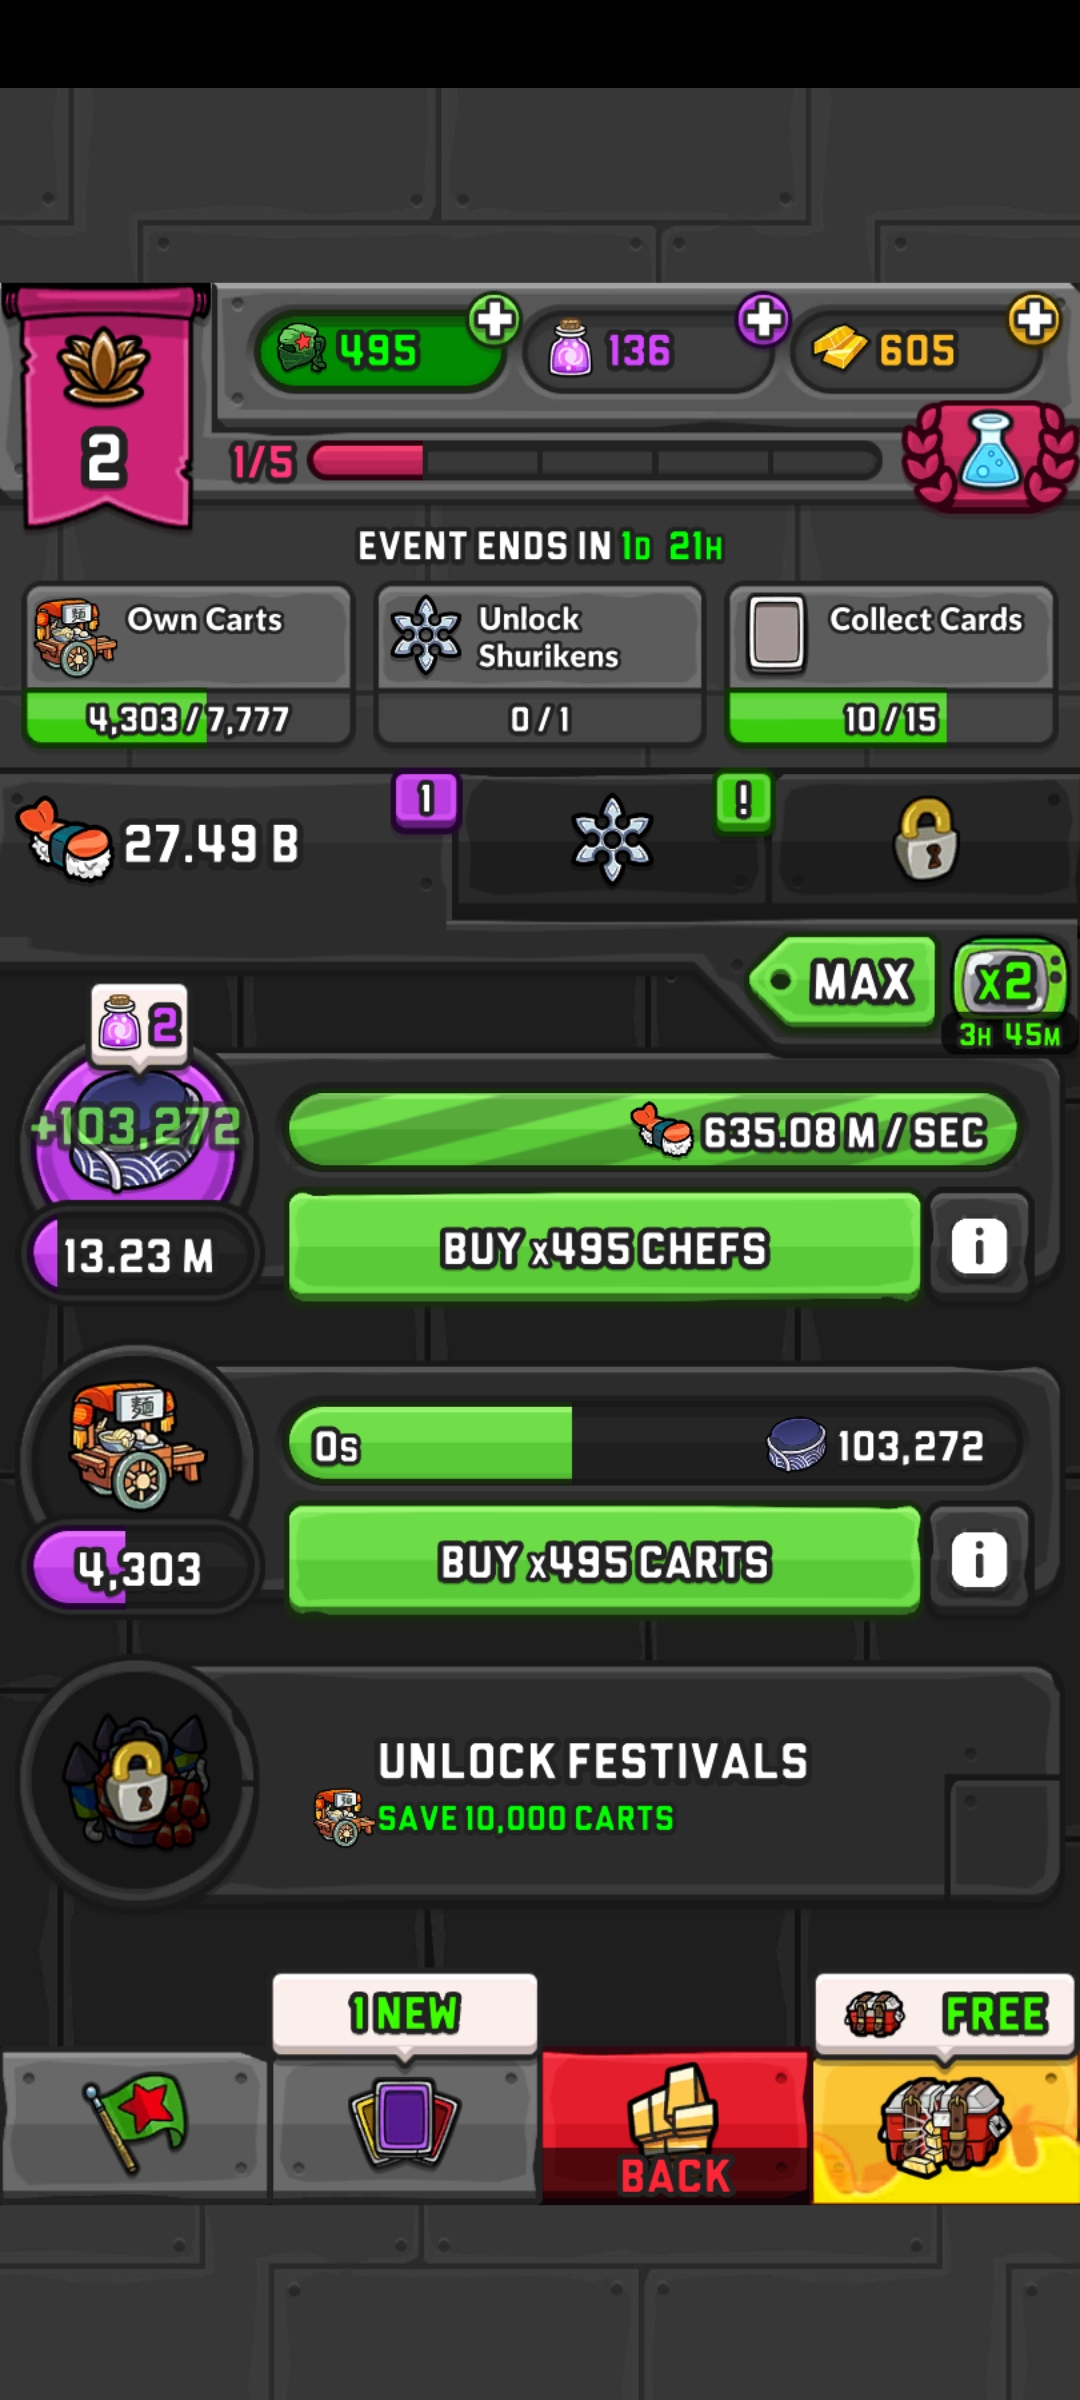 495
136
605
2
1/5
EVENT ENDS IN 1D 21H
Own Carts
4,303 / 7,777
Unlock
Shurikens
0 / 1
Collect Cards
10 / 15
27.49 B
1
!
MAX
x2
3H 45M
2
+103,272
635.08 M / SEC
13.23 M
BUY x495 CHEFS
i
麺
0s
103,272
4,303
BUY x495 CARTS
i
UNLOCK FESTIVALS
SAVE 10,000 CARTS
1 NEW
FREE
BACK